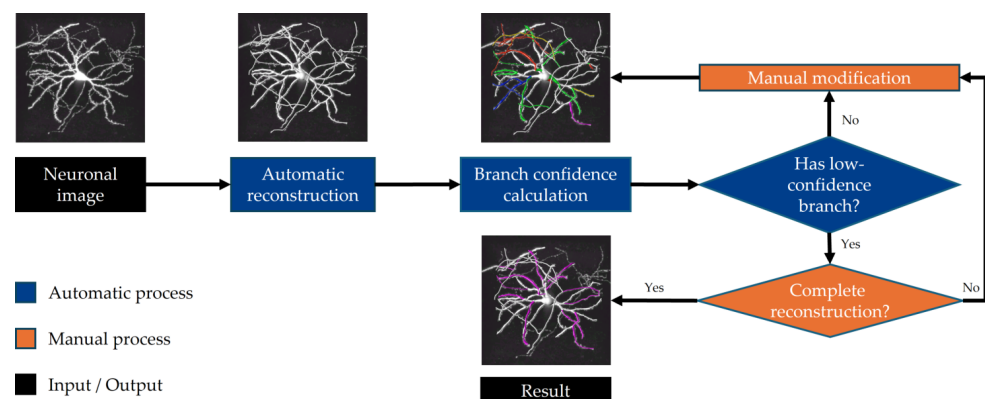 Manual modification
No
Neuronal
image
Automatic
reconstruction
Branch confidence
calculation
Has low-
confidence
branch?
Yes
Automatic process
Manual process
Input / Output
Yes
Complete
reconstruction?
No
Result